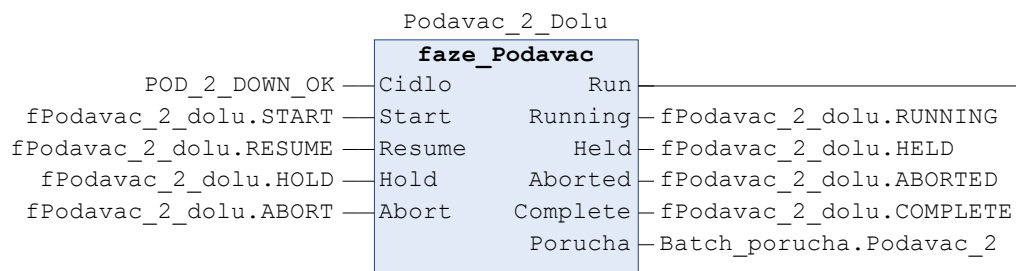 Podavac_2_Dolu
faze_Podavac
POD_2_DOWN_OK Cidlo Run
fPodavac_2_dolu.START Start Running fPodavac_2_dolu.RUNNING
fPodavac_2_dolu.RESUME Resume Held fPodavac_2_dolu.HELD
fPodavac_2_dolu.HOLD Hold Aborted fPodavac_2_dolu.ABORTED
fPodavac_2_dolu.ABORT Abort Complete fPodavac_2_dolu.COMPLETE
Porucha Batch_porucha.Podavac_2